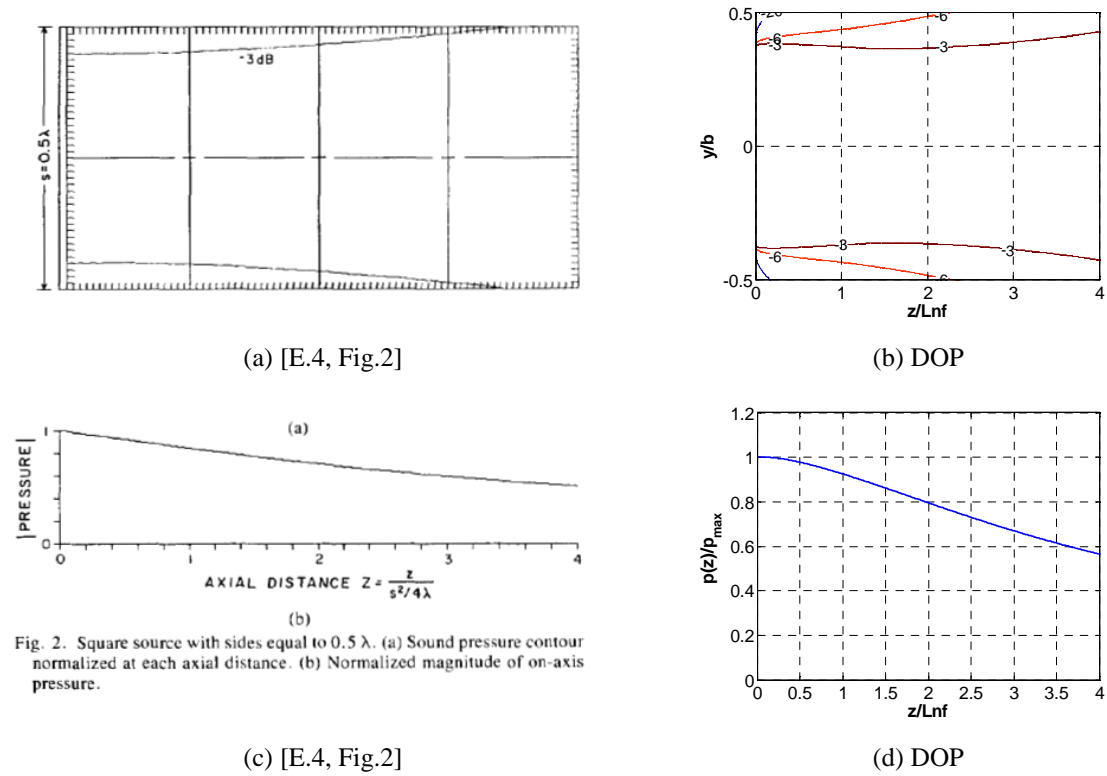 s=0.5λ
-3dB
(a) [E.4, Fig.2]
0.5
0
-0.5
y/b
-20
-6
-6
-3
-3
-3
-3
-6
-6
0 1 2 3 4
z/Lnf
(b) DOP
|PRESSURE|
1
0
(a)
0 1 2 3 4
AXIAL DISTANCE Z = z / s²/4λ
(b)
Fig. 2. Square source with sides equal to 0.5 λ. (a) Sound pressure contour
normalized at each axial distance. (b) Normalized magnitude of on-axis
pressure.
(c) [E.4, Fig.2]
1.2
1
0.8
0.6
0.4
0.2
0
p(z)/pmax
0 0.5 1 1.5 2 2.5 3 3.5 4
z/Lnf
(d) DOP